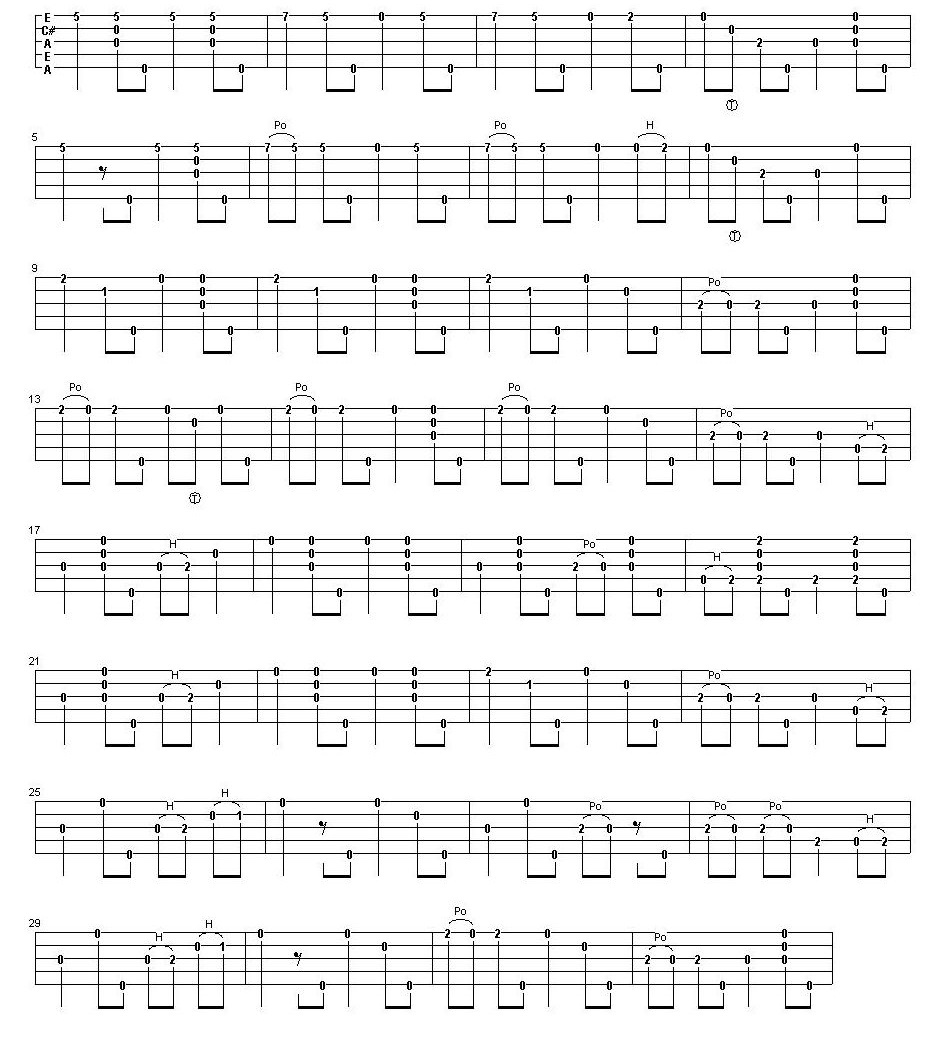 E 5 5 5 5 7 5 0 5 7 5 0 2 0 0
C# 0 0 0 0
A 0 0 2 0 0
E
A 0 0 0 0 0 0 0 0
T
Po Po H
5
5 5 5 7 5 5 0 5 7 5 5 0 0 2 0 0
0 0
0 2 0
0 0 0 0 0 0 0
T
9
2 0 0 2 0 0 2 0 0
Po
1 0 1 0 1 0 0
0 0 2 0 2 0 0
0 0 0 0 0 0 0
Po Po Po
13
2 0 2 0 0 2 0 2 0 0 2 0 2 0
Po
0 0 0
H
0 2 0 2 0
0 2
0 0 0 0 0 0 0
T
17
0 0 0 0 0 0 0 2 2
H Po
0 0 0 0 0 0 0 0
H
0 0 0 2 0 0 0 0 2 0 0 0 0
0 2 2 2 2
0 0 0 0 0 0 0
21
0 0 0 0 0 2 0
H Po
0 0 0 0 1 0
H
0 0 0 2 0 0 2 0 2 0
0 2
0 0 0 0 0 0
H
25
0 0 0 0
H Po Po Po
0 1 0
H
0 0 2 0 2 0 2 0 2 0
2 0 2
0 0 0 0 0
Po
29
H
0 0 0 2 0 2 0 0
H Po
0 1 0 0 0
0 0 2 2 0 2 0 0
0 0 0 0 0 0 0